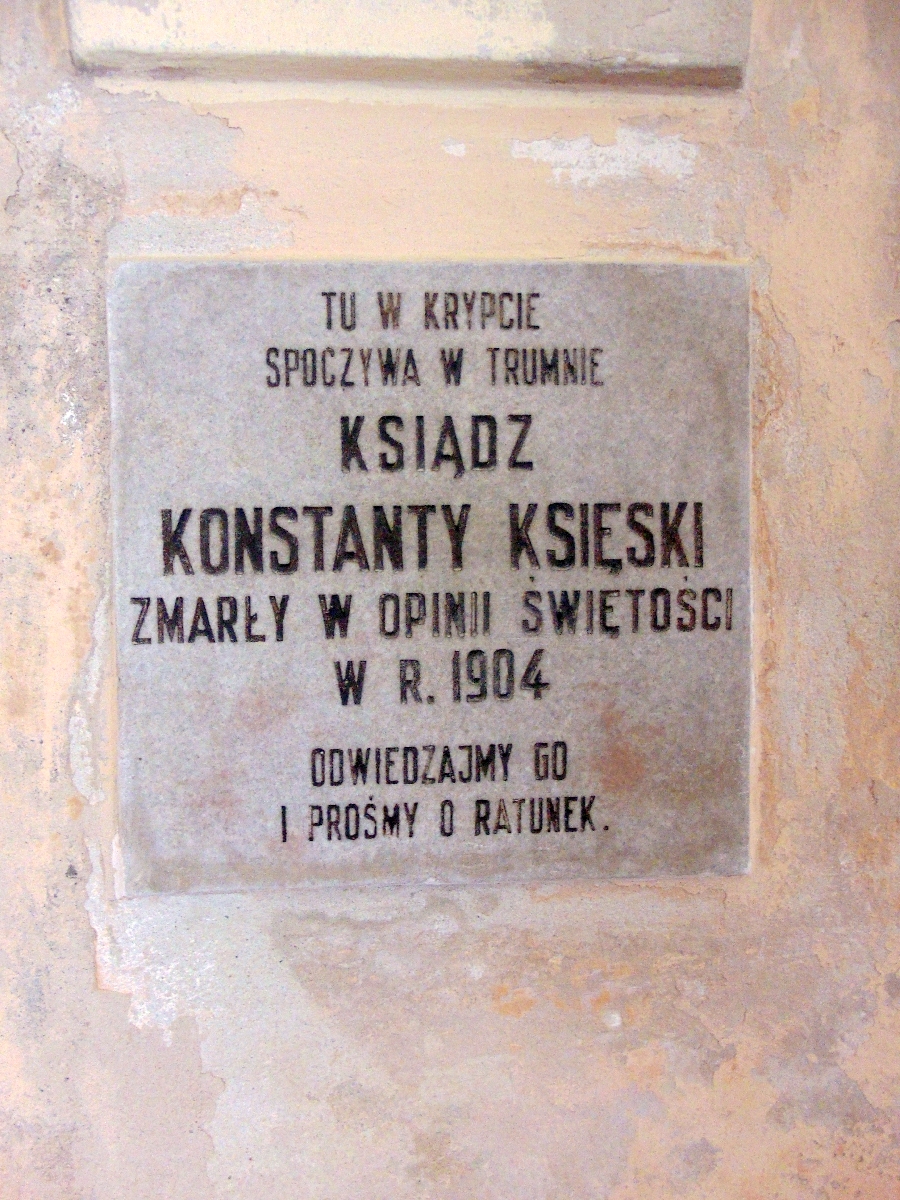 TU W KRYPCIE
SPOCZYWA W TRUMNIE
KSIĄDZ
KONSTANTY KSIĘSKI
ZMARŁY W OPINII ŚWIĘTOŚCI
W R. 1904
ODWIEDZAJMY GO
I PROŚMY O RATUNEK.